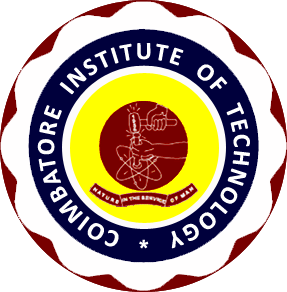 COIMBATORE INSTITUTE OF TECHNOLOGY *
NATURE IN THE SERVICE OF MAN